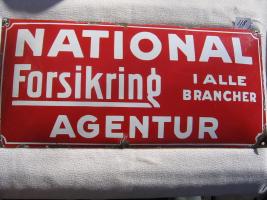 NATIONAL
Forsikring
I ALLE
BRANCHER
AGENTUR